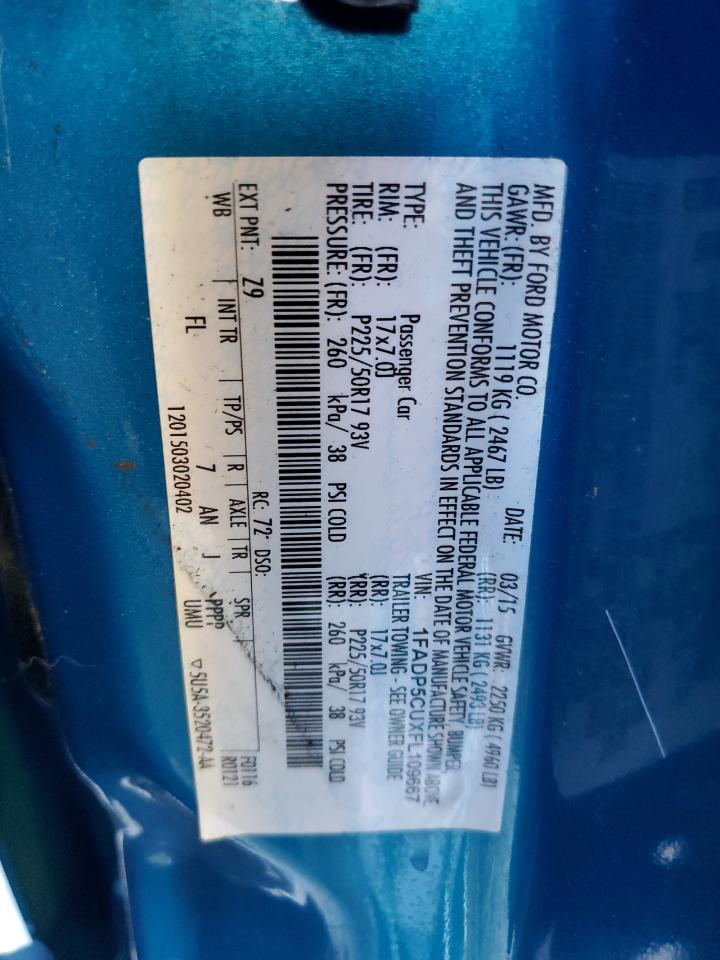 MFD. BY FORD MOTOR CO. DATE: 03/15 GVWR: 2250 KG ( 4960 LB)
GAWR: (FR): 1119 KG ( 2467 LB) (RR): 1131 KG ( 2493 LB)
THIS VEHICLE CONFORMS TO ALL APPLICABLE FEDERAL MOTOR VEHICLE SAFETY, BUMPER,
AND THEFT PREVENTION STANDARDS IN EFFECT ON THE DATE OF MANUFACTURE SHOWN ABOVE
VIN: 1FADP5CUXFL109667
TYPE: Passenger Car TRAILER TOWING - SEE OWNER GUIDE
RIM: (FR): 17x7.0J (RR): 17x7.0J
TIRE: (FR): P225/50R17 93V (RR): P225/50R17 93V
PRESSURE: (FR): 260 kPa/ 38 PSI COLD (RR): 260 kPa/ 38 PSI COLD
EXT PNT: Z9 RC: 72 DSO: F0116
R0121
WB | INT TR | TP/PS | R | AXLE | TR | SPR
FL 7 AN J PPPP UMU
1201503020402 ▽ 5U5A-3520472-AA